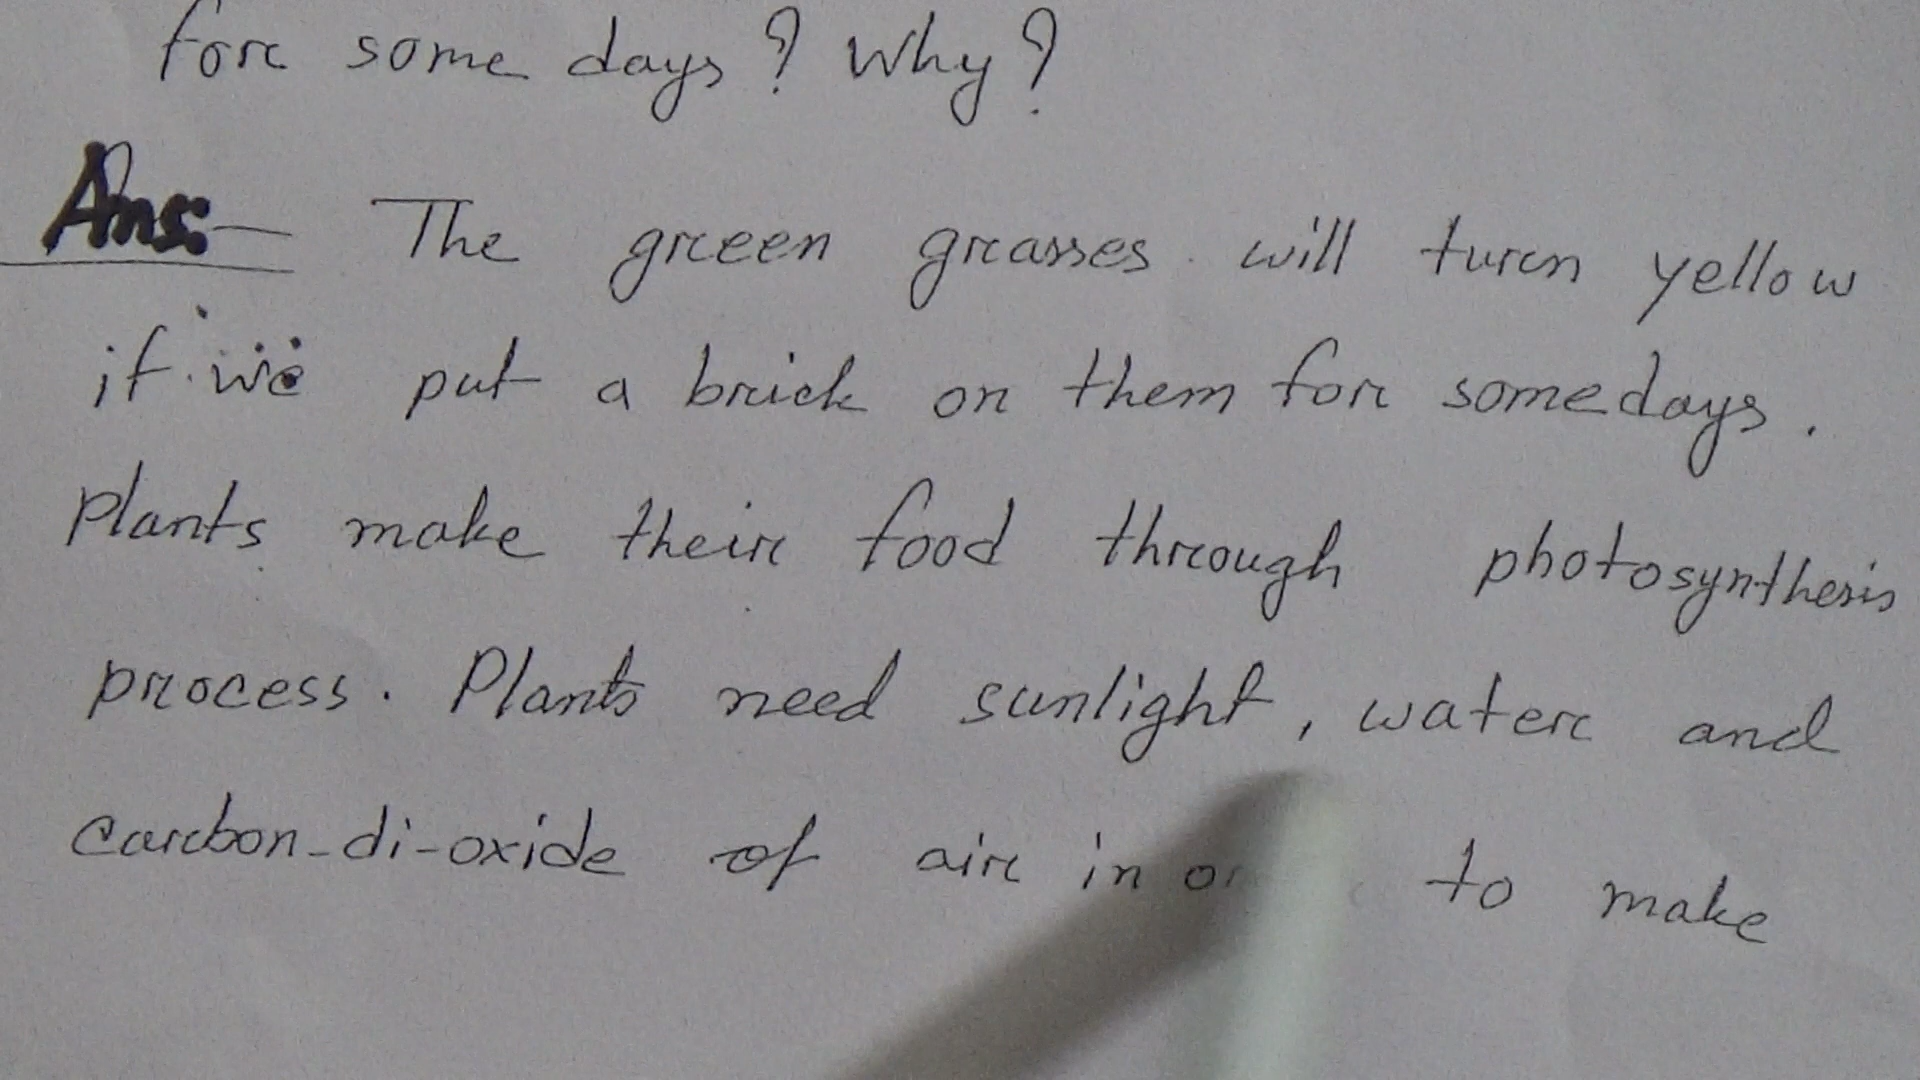 for some days? Why?
Ans:- The green grasses will turn yellow
if we put a brick on them for some days.
Plants make their food through photosynthesis
process. Plants need sunlight, water and
carbon-di-oxide of air in to make